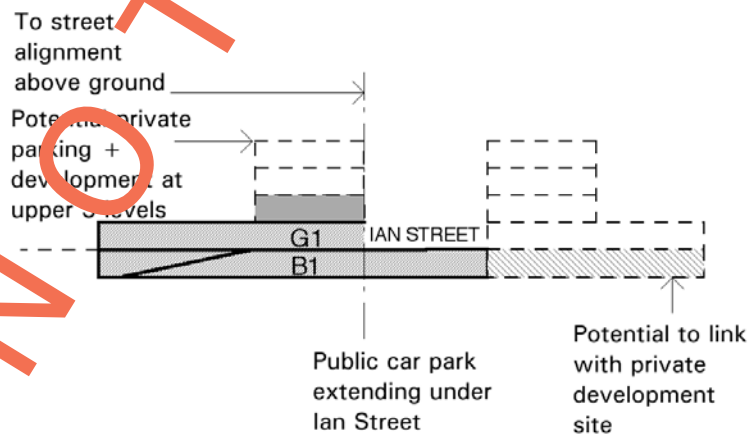 To street
alignment
above ground
Potential private
parking +
development at
upper 3 levels
G1
IAN STREET
B1
Public car park
extending under
Ian Street
Potential to link
with private
development
site